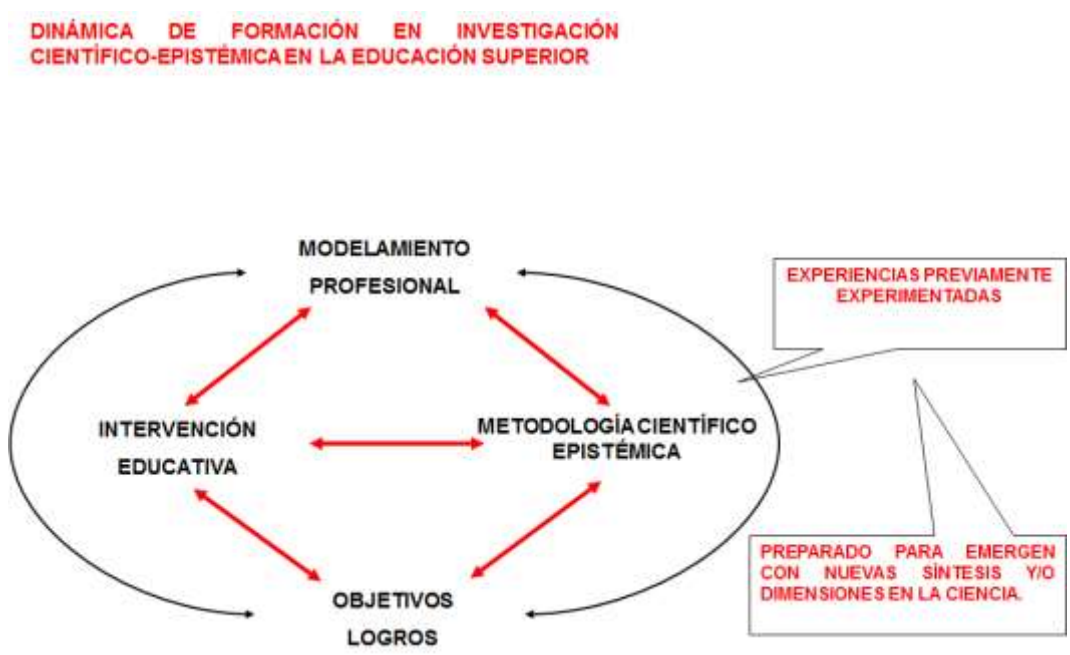 DINÁMICA DE FORMACIÓN EN INVESTIGACIÓN
CIENTÍFICO-EPISTÉMICA EN LA EDUCACIÓN SUPERIOR
MODELAMIENTO
PROFESIONAL
EXPERIENCIAS PREVIAMENTE
EXPERIMENTADAS
INTERVENCIÓN
EDUCATIVA
METODOLOGÍA CIENTÍFICO
EPISTÉMICA
PREPARADO PARA EMERGEN
CON NUEVAS SÍNTESIS Y/O
DIMENSIONES EN LA CIENCIA.
OBJETIVOS
LOGROS